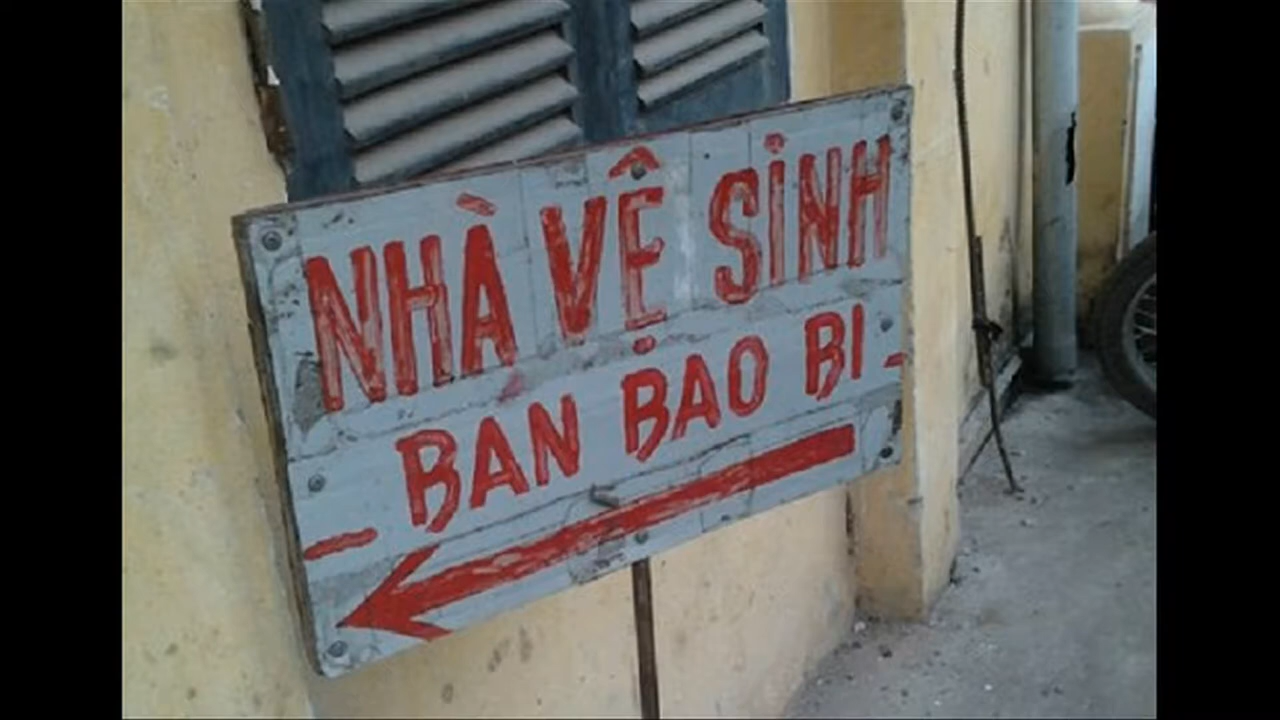 NHÀ VỆ SINH
- BAN BAO BI -